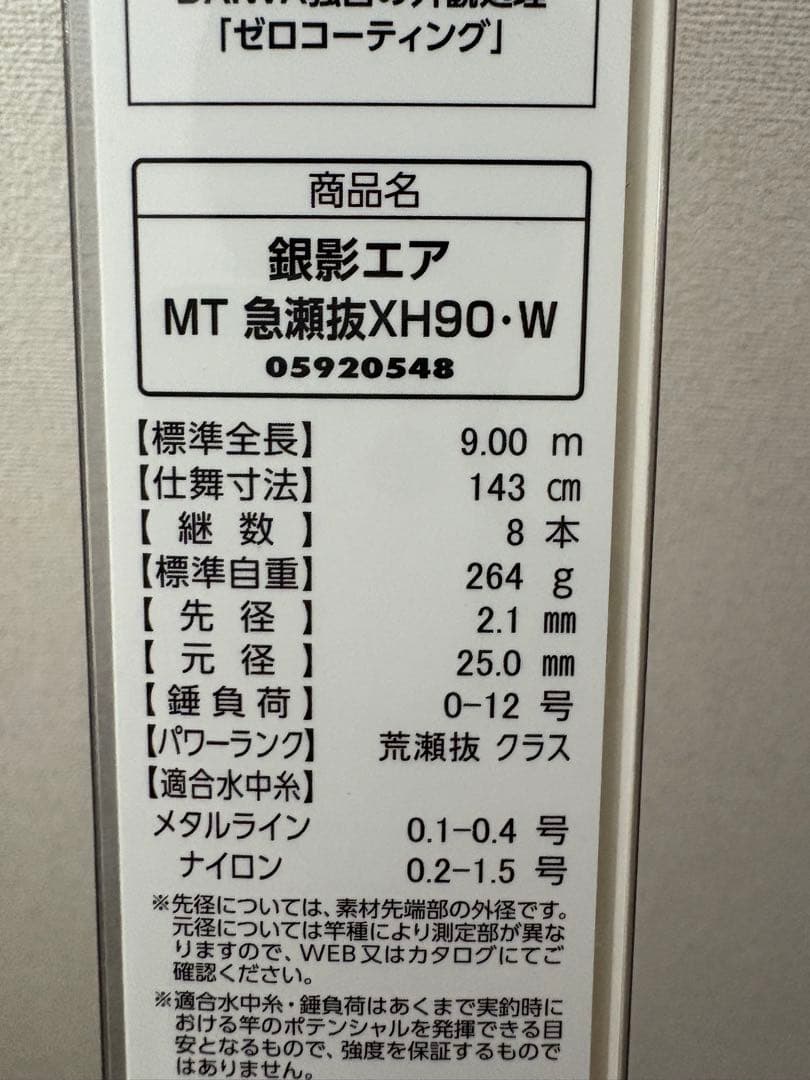 「ゼロコーティング」
商品名
銀影エア
MT 急瀬抜XH90・W
05920548
【標準全長】 9.00 m
【仕舞寸法】 143 cm
【継数】 8 本
【標準自重】 264 g
【先径】 2.1 mm
【元径】 25.0 mm
【錘負荷】 0-12 号
【パワーランク】 荒瀬抜 クラス
【適合水中糸】
メタルライン 0.1-0.4 号
ナイロン 0.2-1.5 号
※先径については、素材先端部の外径です。
元径については竿種により測定部が異な
りますので、WEB又はカタログにてご
確認ください。
※適合水中糸・錘負荷はあくまで実釣時に
おける竿のポテンシャルを発揮できる目
安となるもので、強度を保証するもので
はありません。